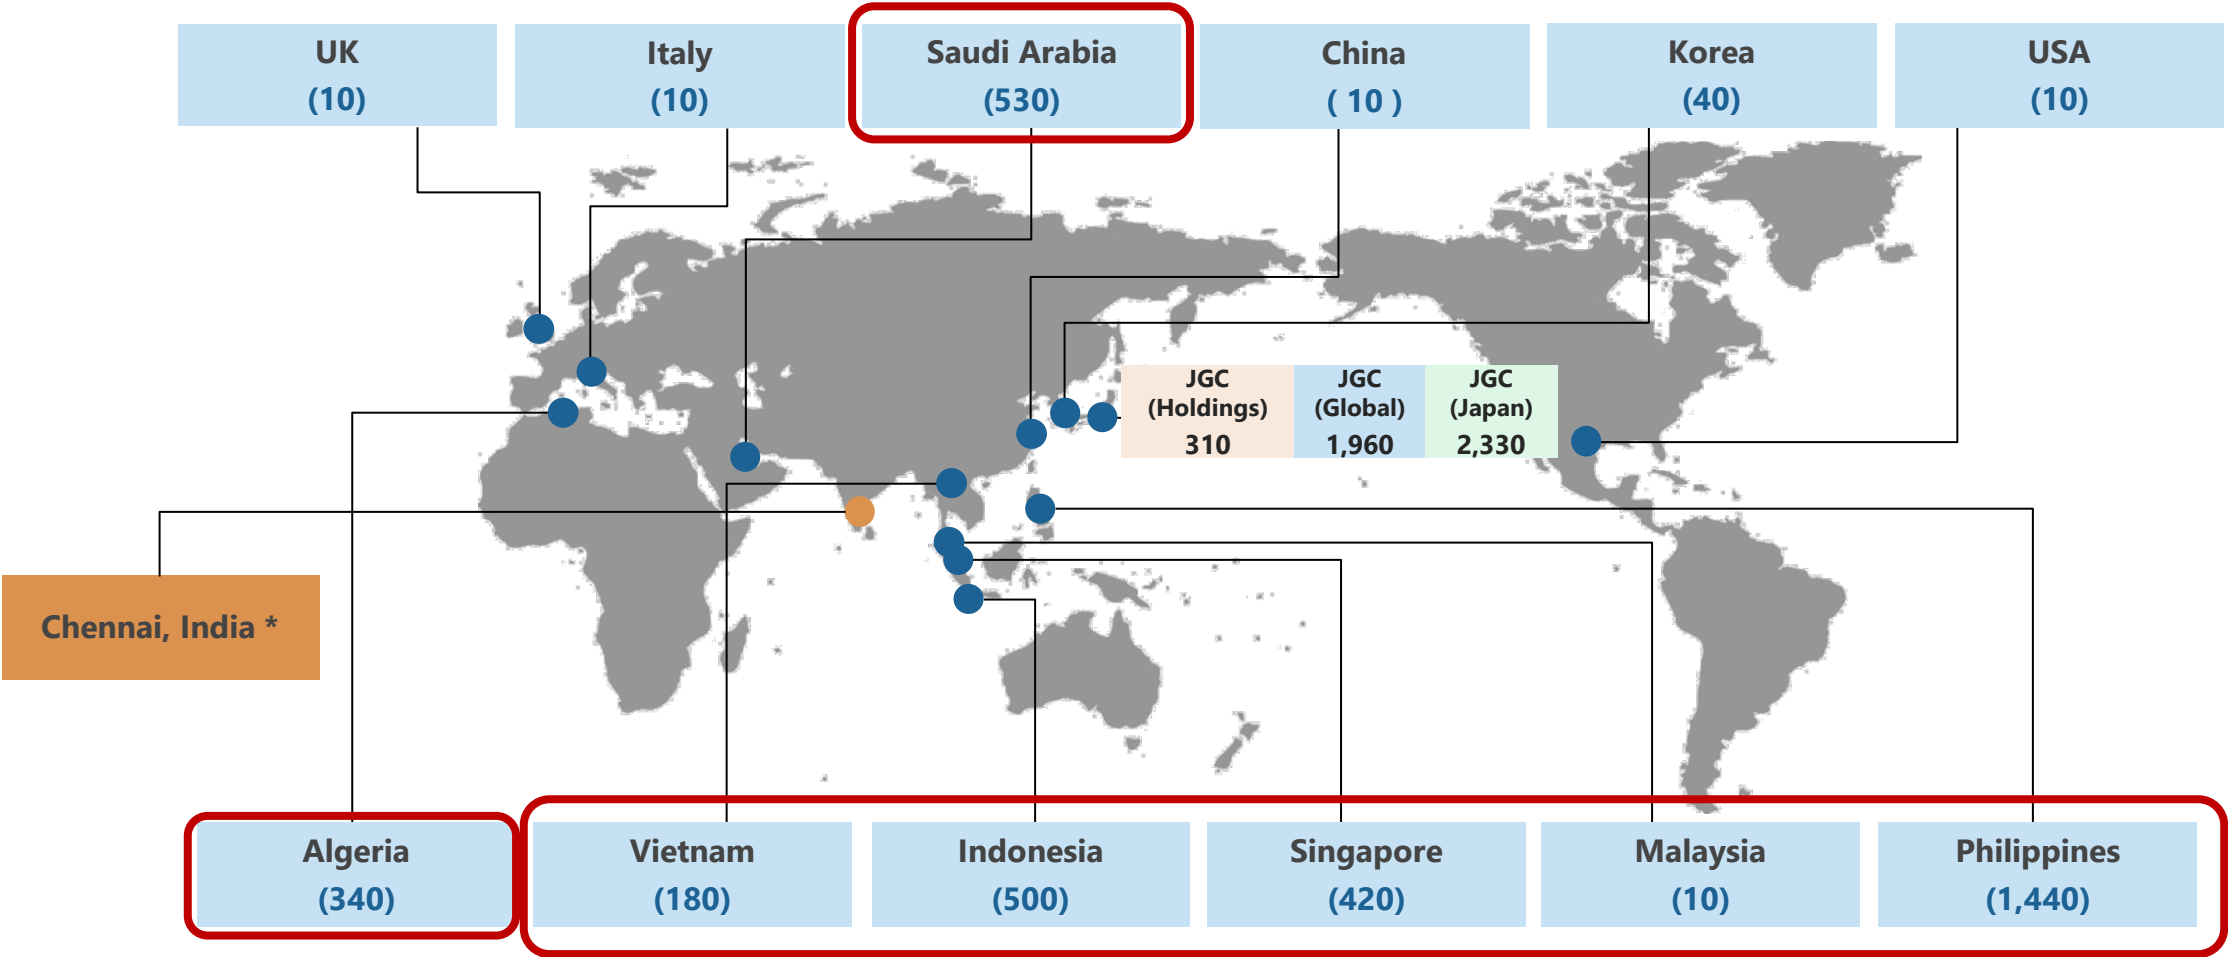 UK
(10)
Italy
(10)
Saudi Arabia
(530)
China
( 10 )
Korea
(40)
USA
(10)
JGC
(Holdings)
310
JGC
(Global)
1,960
JGC
(Japan)
2,330
Chennai, India *
Algeria
(340)
Vietnam
(180)
Indonesia
(500)
Singapore
(420)
Malaysia
(10)
Philippines
(1,440)